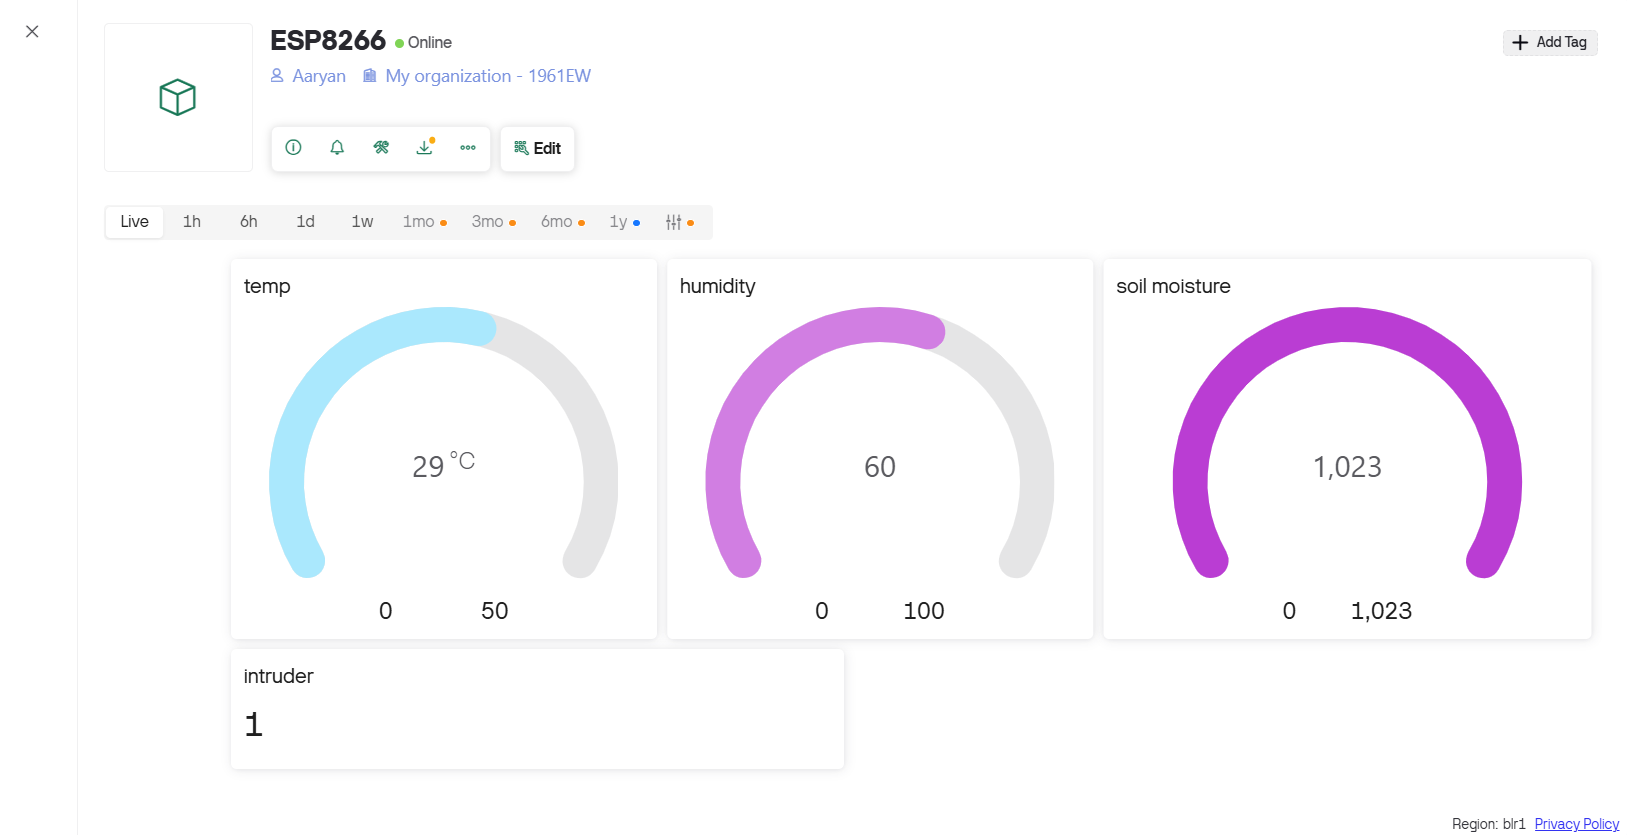 ESP8266 Online
Add Tag
Aaryan My organization - 1961EW
Edit
Live 1h 6h 1d 1w 1mo 3mo 6mo 1y
temp
29 °C
0 50
humidity
60
0 100
soil moisture
1,023
0 1,023
intruder
1
Region: blr1 Privacy Policy